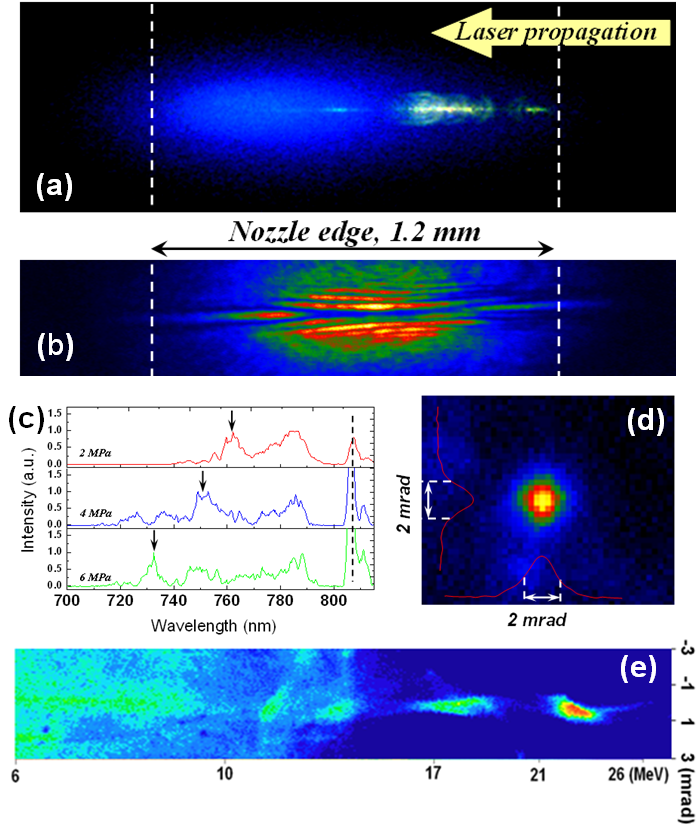 Laser propagation
(a)
Nozzle edge, 1.2 mm
(b)
(c)
Intensity (a.u.)
1.5
1.0
0.5
0.0
2 MPa
1.5
1.0
0.5
0.0
4 MPa
1.5
1.0
0.5
0.0
6 MPa
700 720 740 760 780 800
Wavelength (nm)
(d)
2 mrad
2 mrad
(e)
-3
-1
1
3 (mrad)
6 10 17 21 26 (MeV)